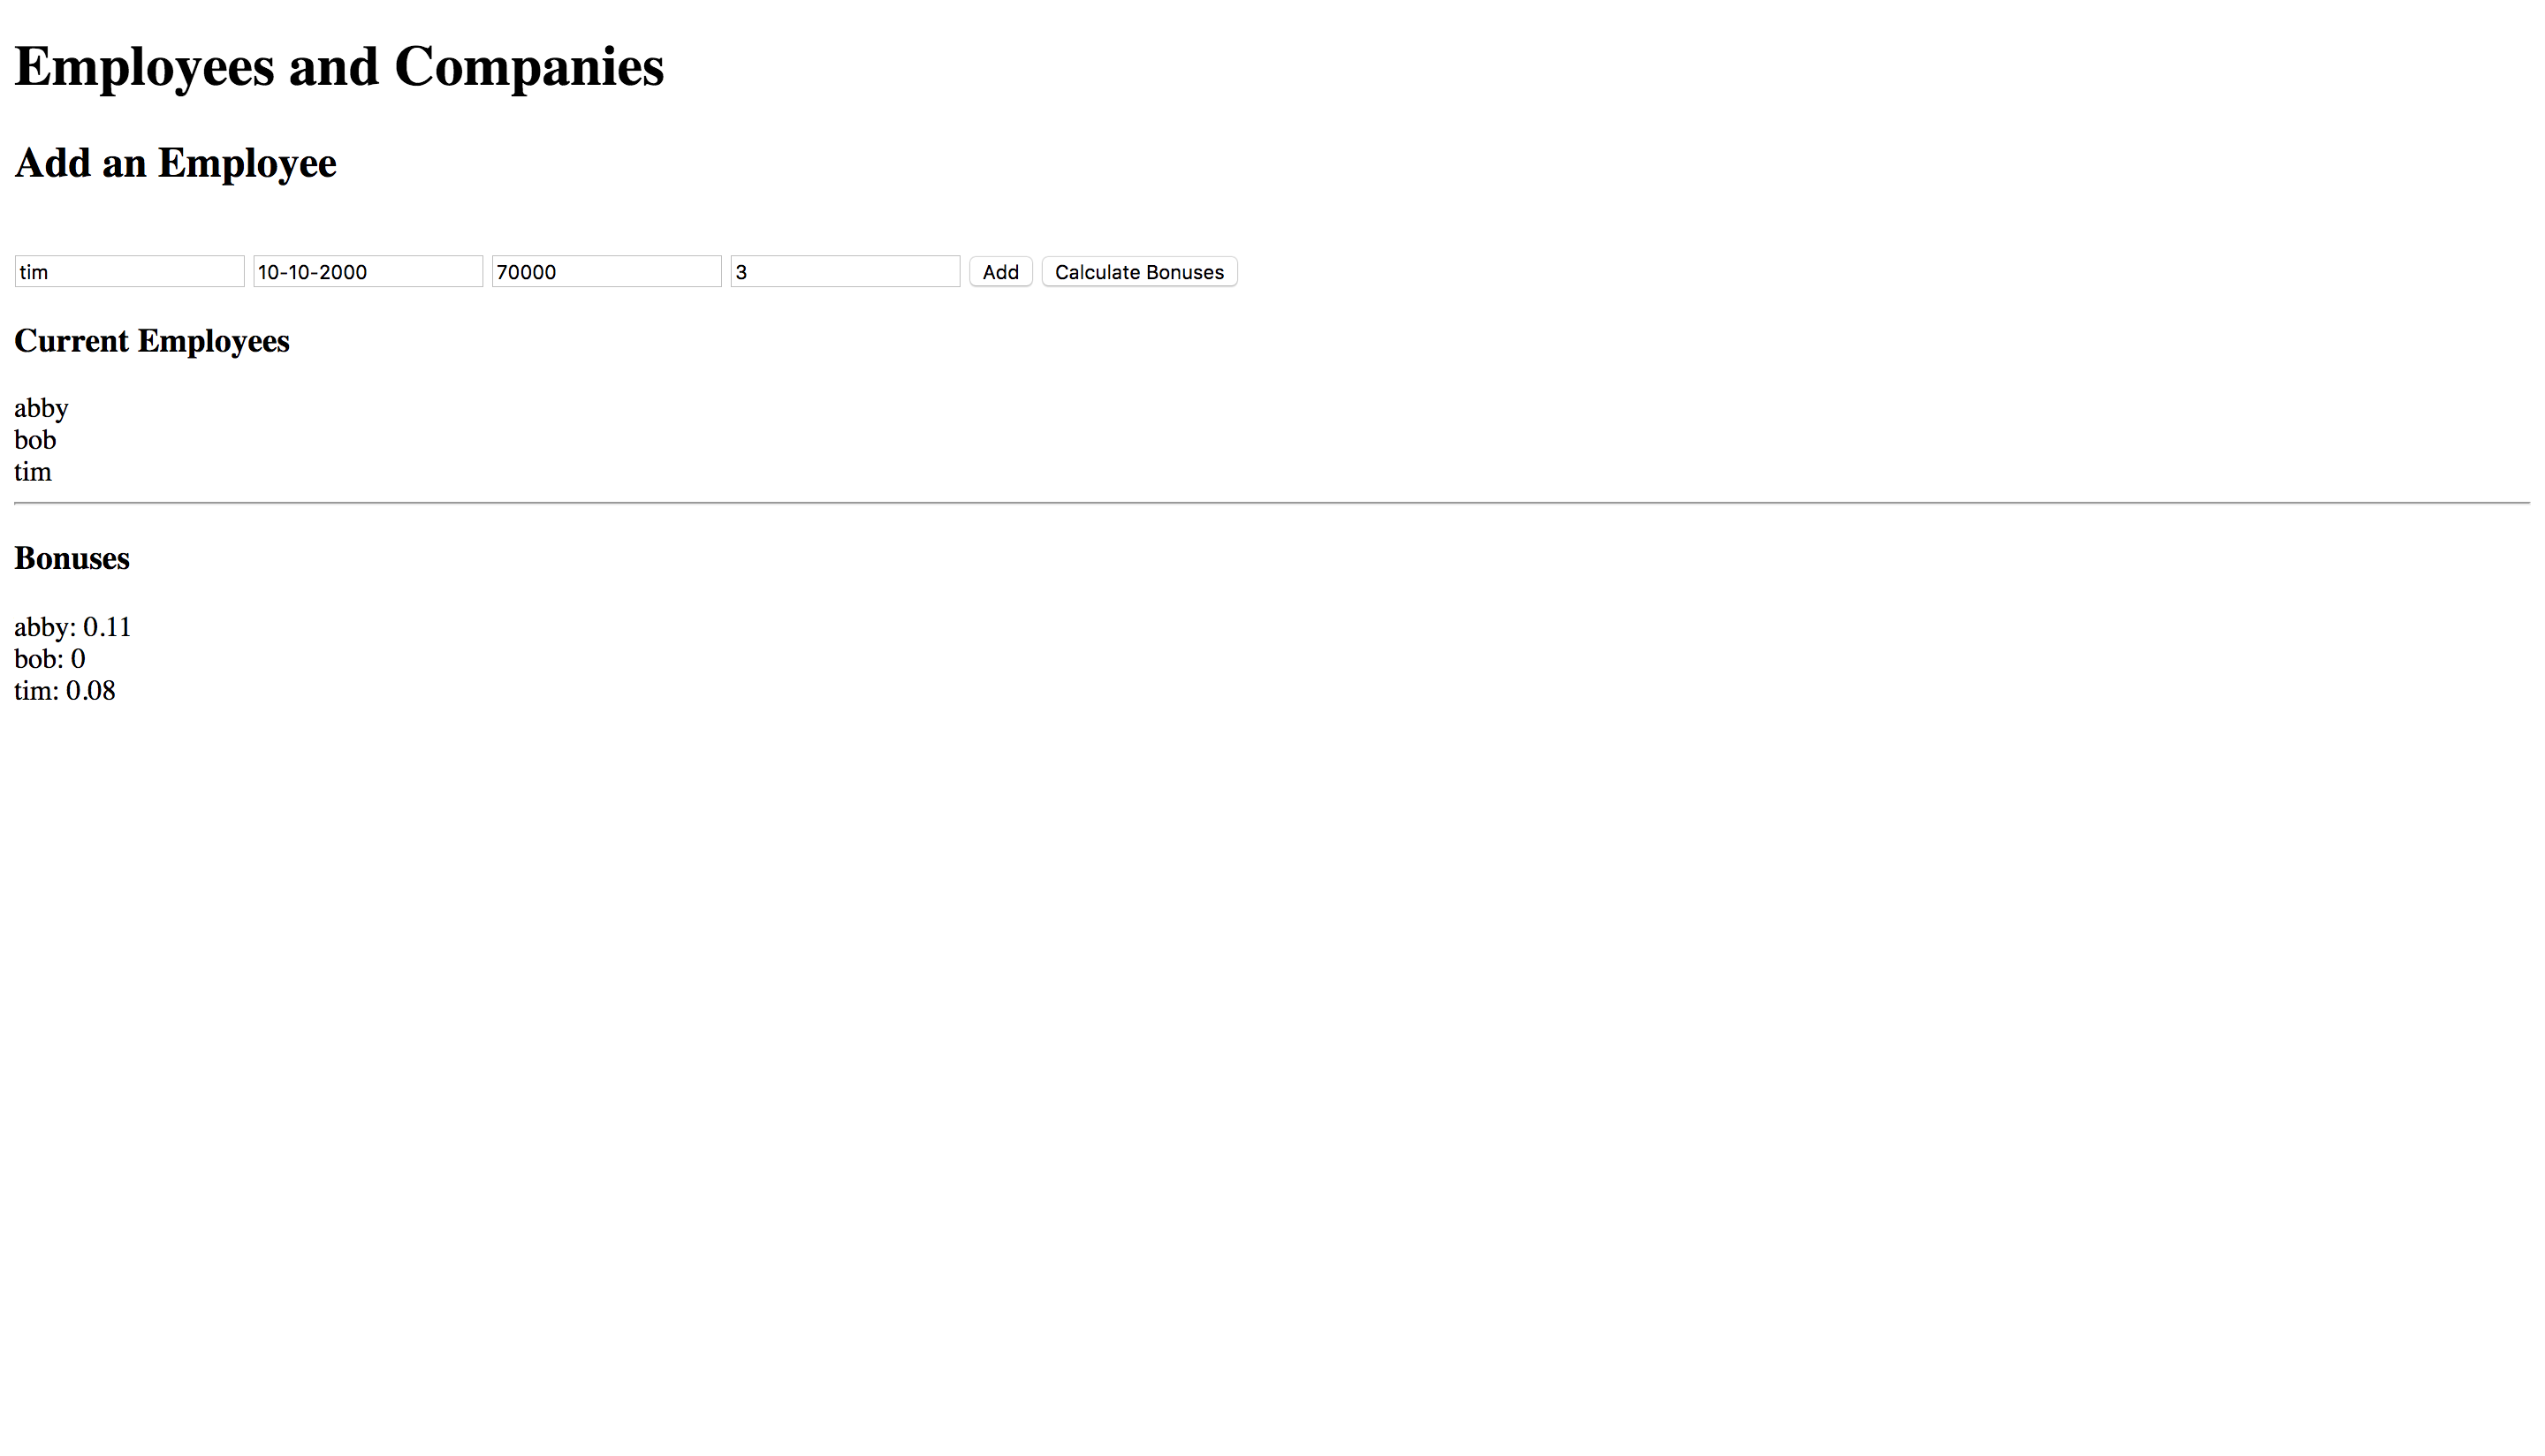 Employees and Companies
Add an Employee
tim 10-10-2000 70000 3 Add Calculate Bonuses
Current Employees
abby
bob
tim
Bonuses
abby: 0.11
bob: 0
tim: 0.08